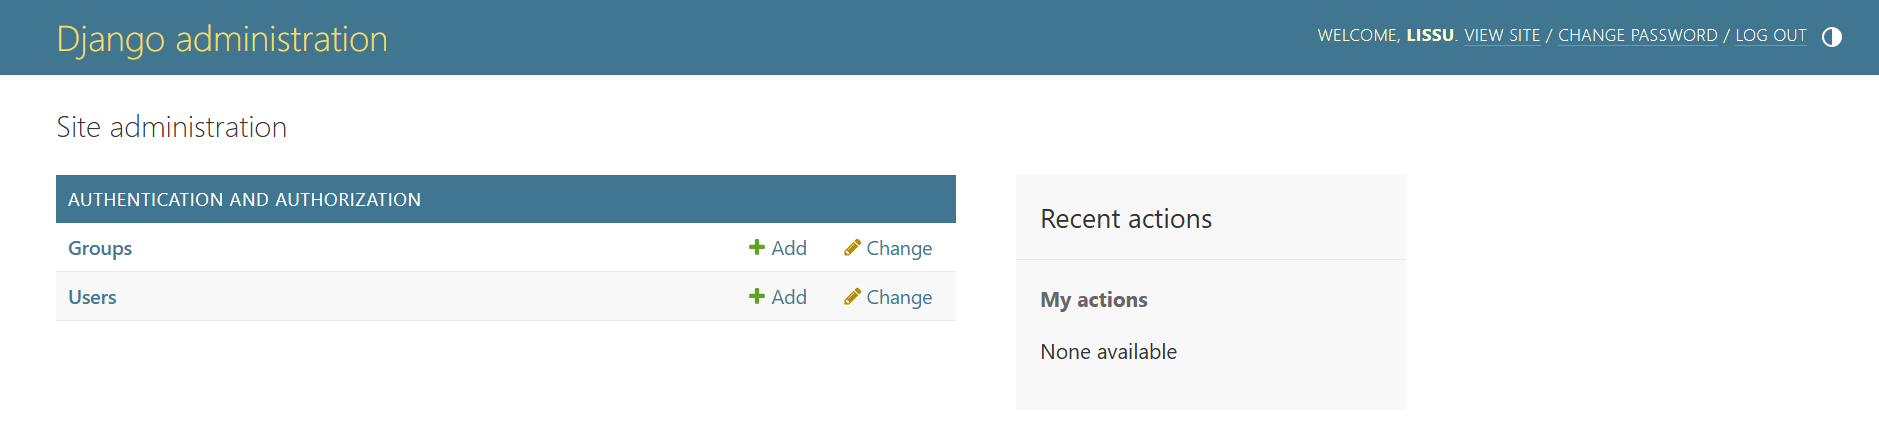 Django administration
WELCOME, LISSU. VIEW SITE / CHANGE PASSWORD / LOG OUT
Site administration
AUTHENTICATION AND AUTHORIZATION
Groups Add Change
Users Add Change
Recent actions
My actions
None available